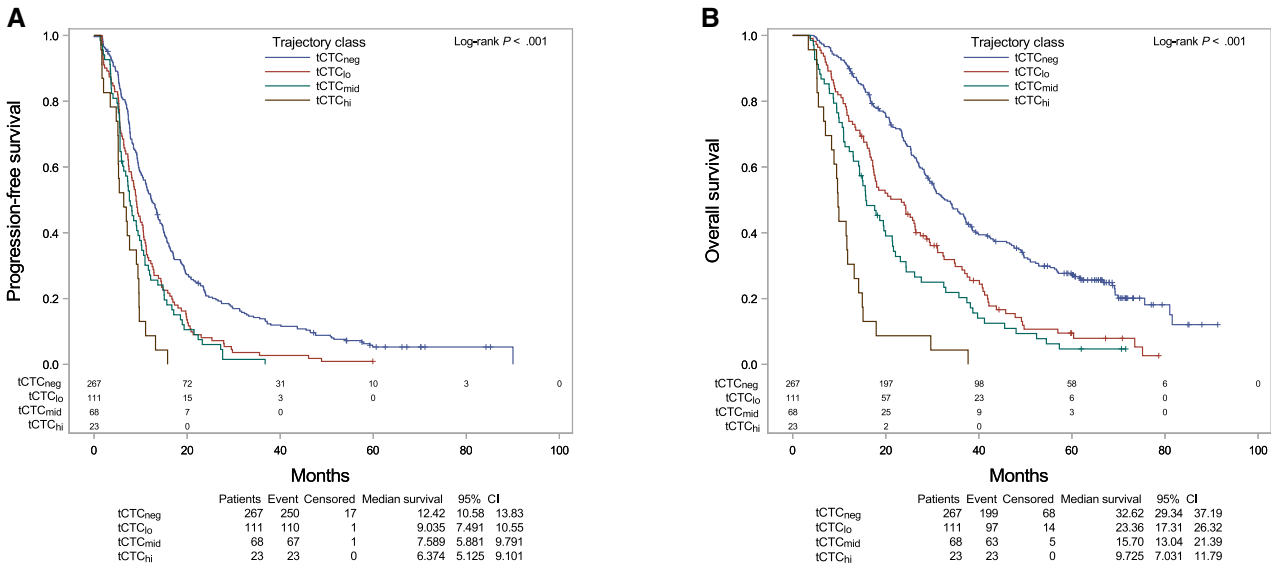 A
Progression-free survival
1.0
0.8
0.6
0.4
0.2
0.0
Trajectory class
tCTCneg
tCTClo
tCTCmid
tCTChi
Log-rank P < .001
tCTCneg 267 72 31 10 3 0
tCTClo 111 15 3 0
tCTCmid 68 7 0
tCTChi 23 0
0 20 40 60 80 100
Months
Patients Event Censored Median survival 95% CI
tCTCneg 267 250 17 12.42 10.58 13.83
tCTClo 111 110 1 9.035 7.491 10.55
tCTCmid 68 67 1 7.589 5.881 9.791
tCTChi 23 23 0 6.374 5.125 9.101
B
Overall survival
1.0
0.8
0.6
0.4
0.2
0.0
Trajectory class
tCTCneg
tCTClo
tCTCmid
tCTChi
Log-rank P < .001
tCTCneg 267 197 98 58 6 0
tCTClo 111 57 23 6 0
tCTCmid 68 25 9 3 0
tCTChi 23 2 0
0 20 40 60 80 100
Months
Patients Event Censored Median survival 95% CI
tCTCneg 267 199 68 32.62 29.34 37.19
tCTClo 111 97 14 23.36 17.31 26.32
tCTCmid 68 63 5 15.70 13.04 21.39
tCTChi 23 23 0 9.725 7.031 11.79